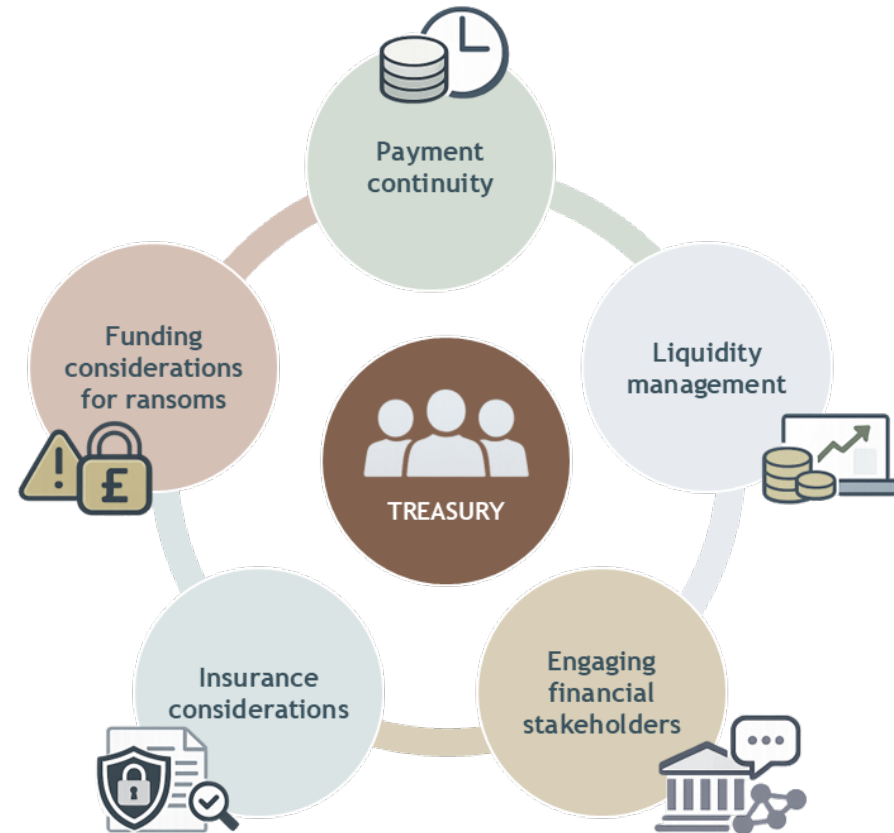 Payment
continuity
Liquidity
management
Engaging
financial
stakeholders
Insurance
considerations
Funding
considerations
for ransoms
£
TREASURY